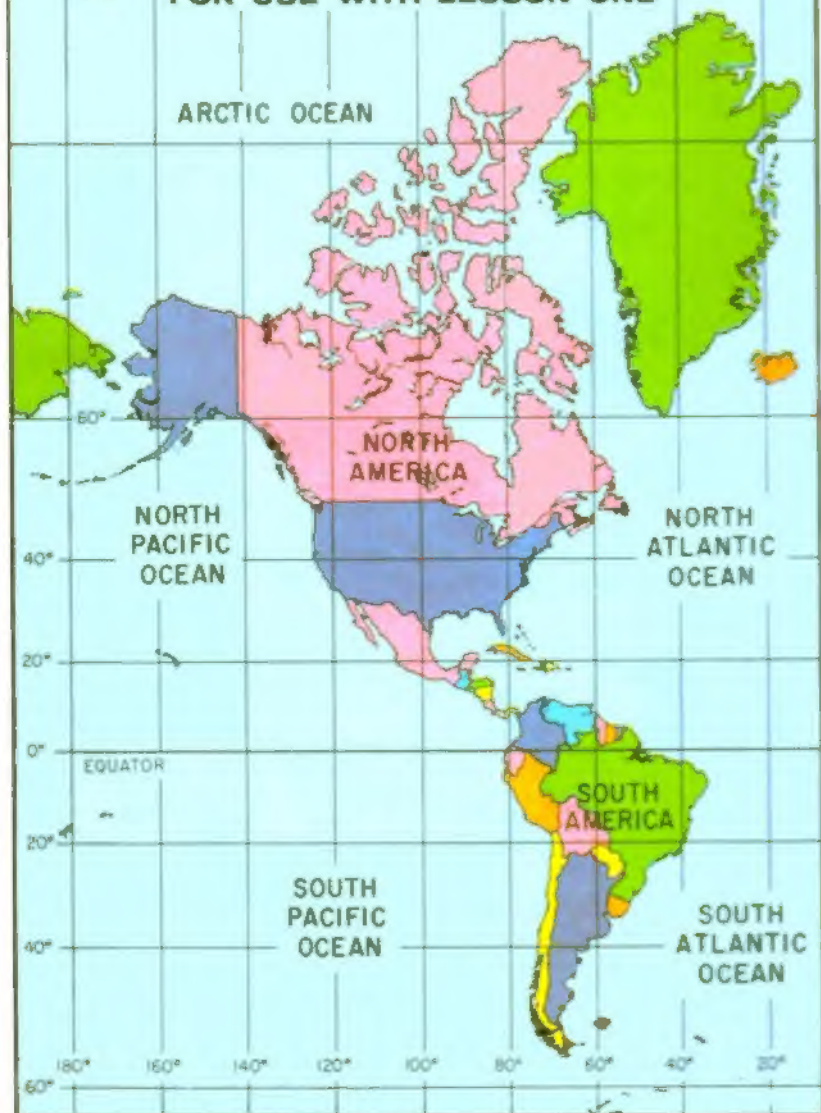 FOR USE WITH LESSON ONE
ARCTIC OCEAN
60°
NORTH
AMERICA
NORTH
PACIFIC
OCEAN
NORTH
ATLANTIC
OCEAN
40°
20°
0°
EQUATOR
SOUTH
AMERICA
20°
SOUTH
PACIFIC
OCEAN
SOUTH
ATLANTIC
OCEAN
40°
180° 160° 140° 120° 100° 80° 60° 40° 20°
60°